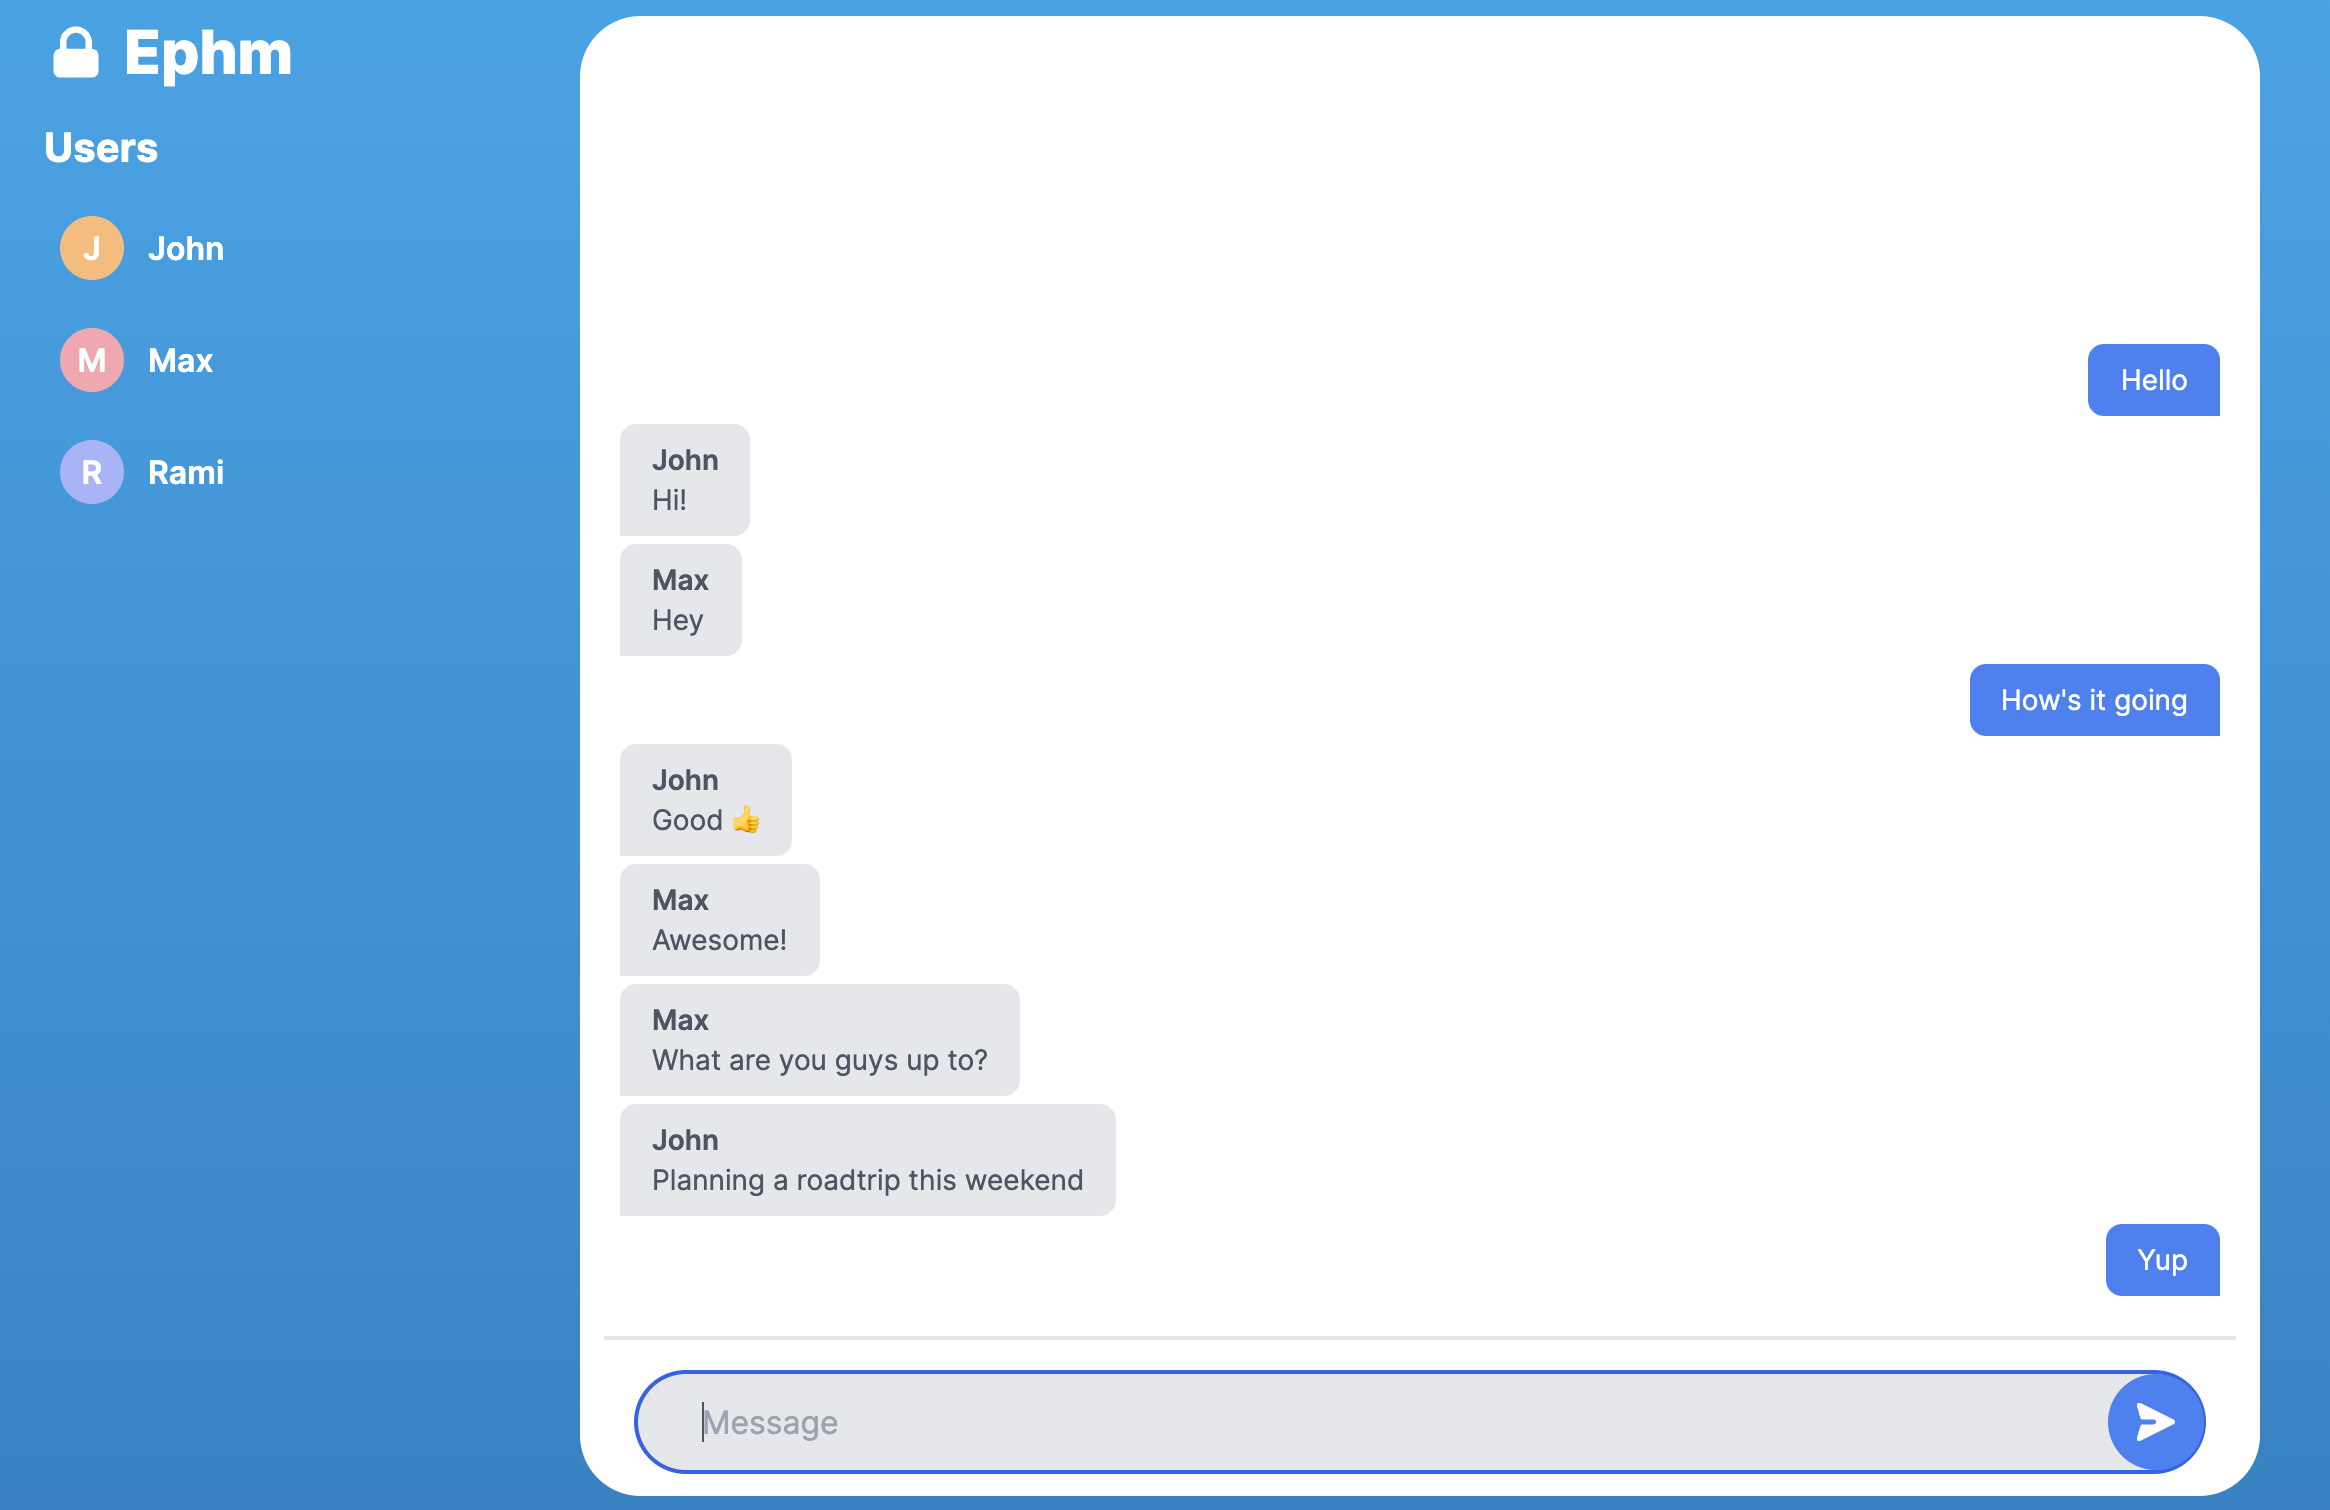 Ephm
Users
J John
M Max
R Rami
Hello
John
Hi!
Max
Hey
How's it going
John
Good 👍
Max
Awesome!
Max
What are you guys up to?
John
Planning a roadtrip this weekend
Yup
Message